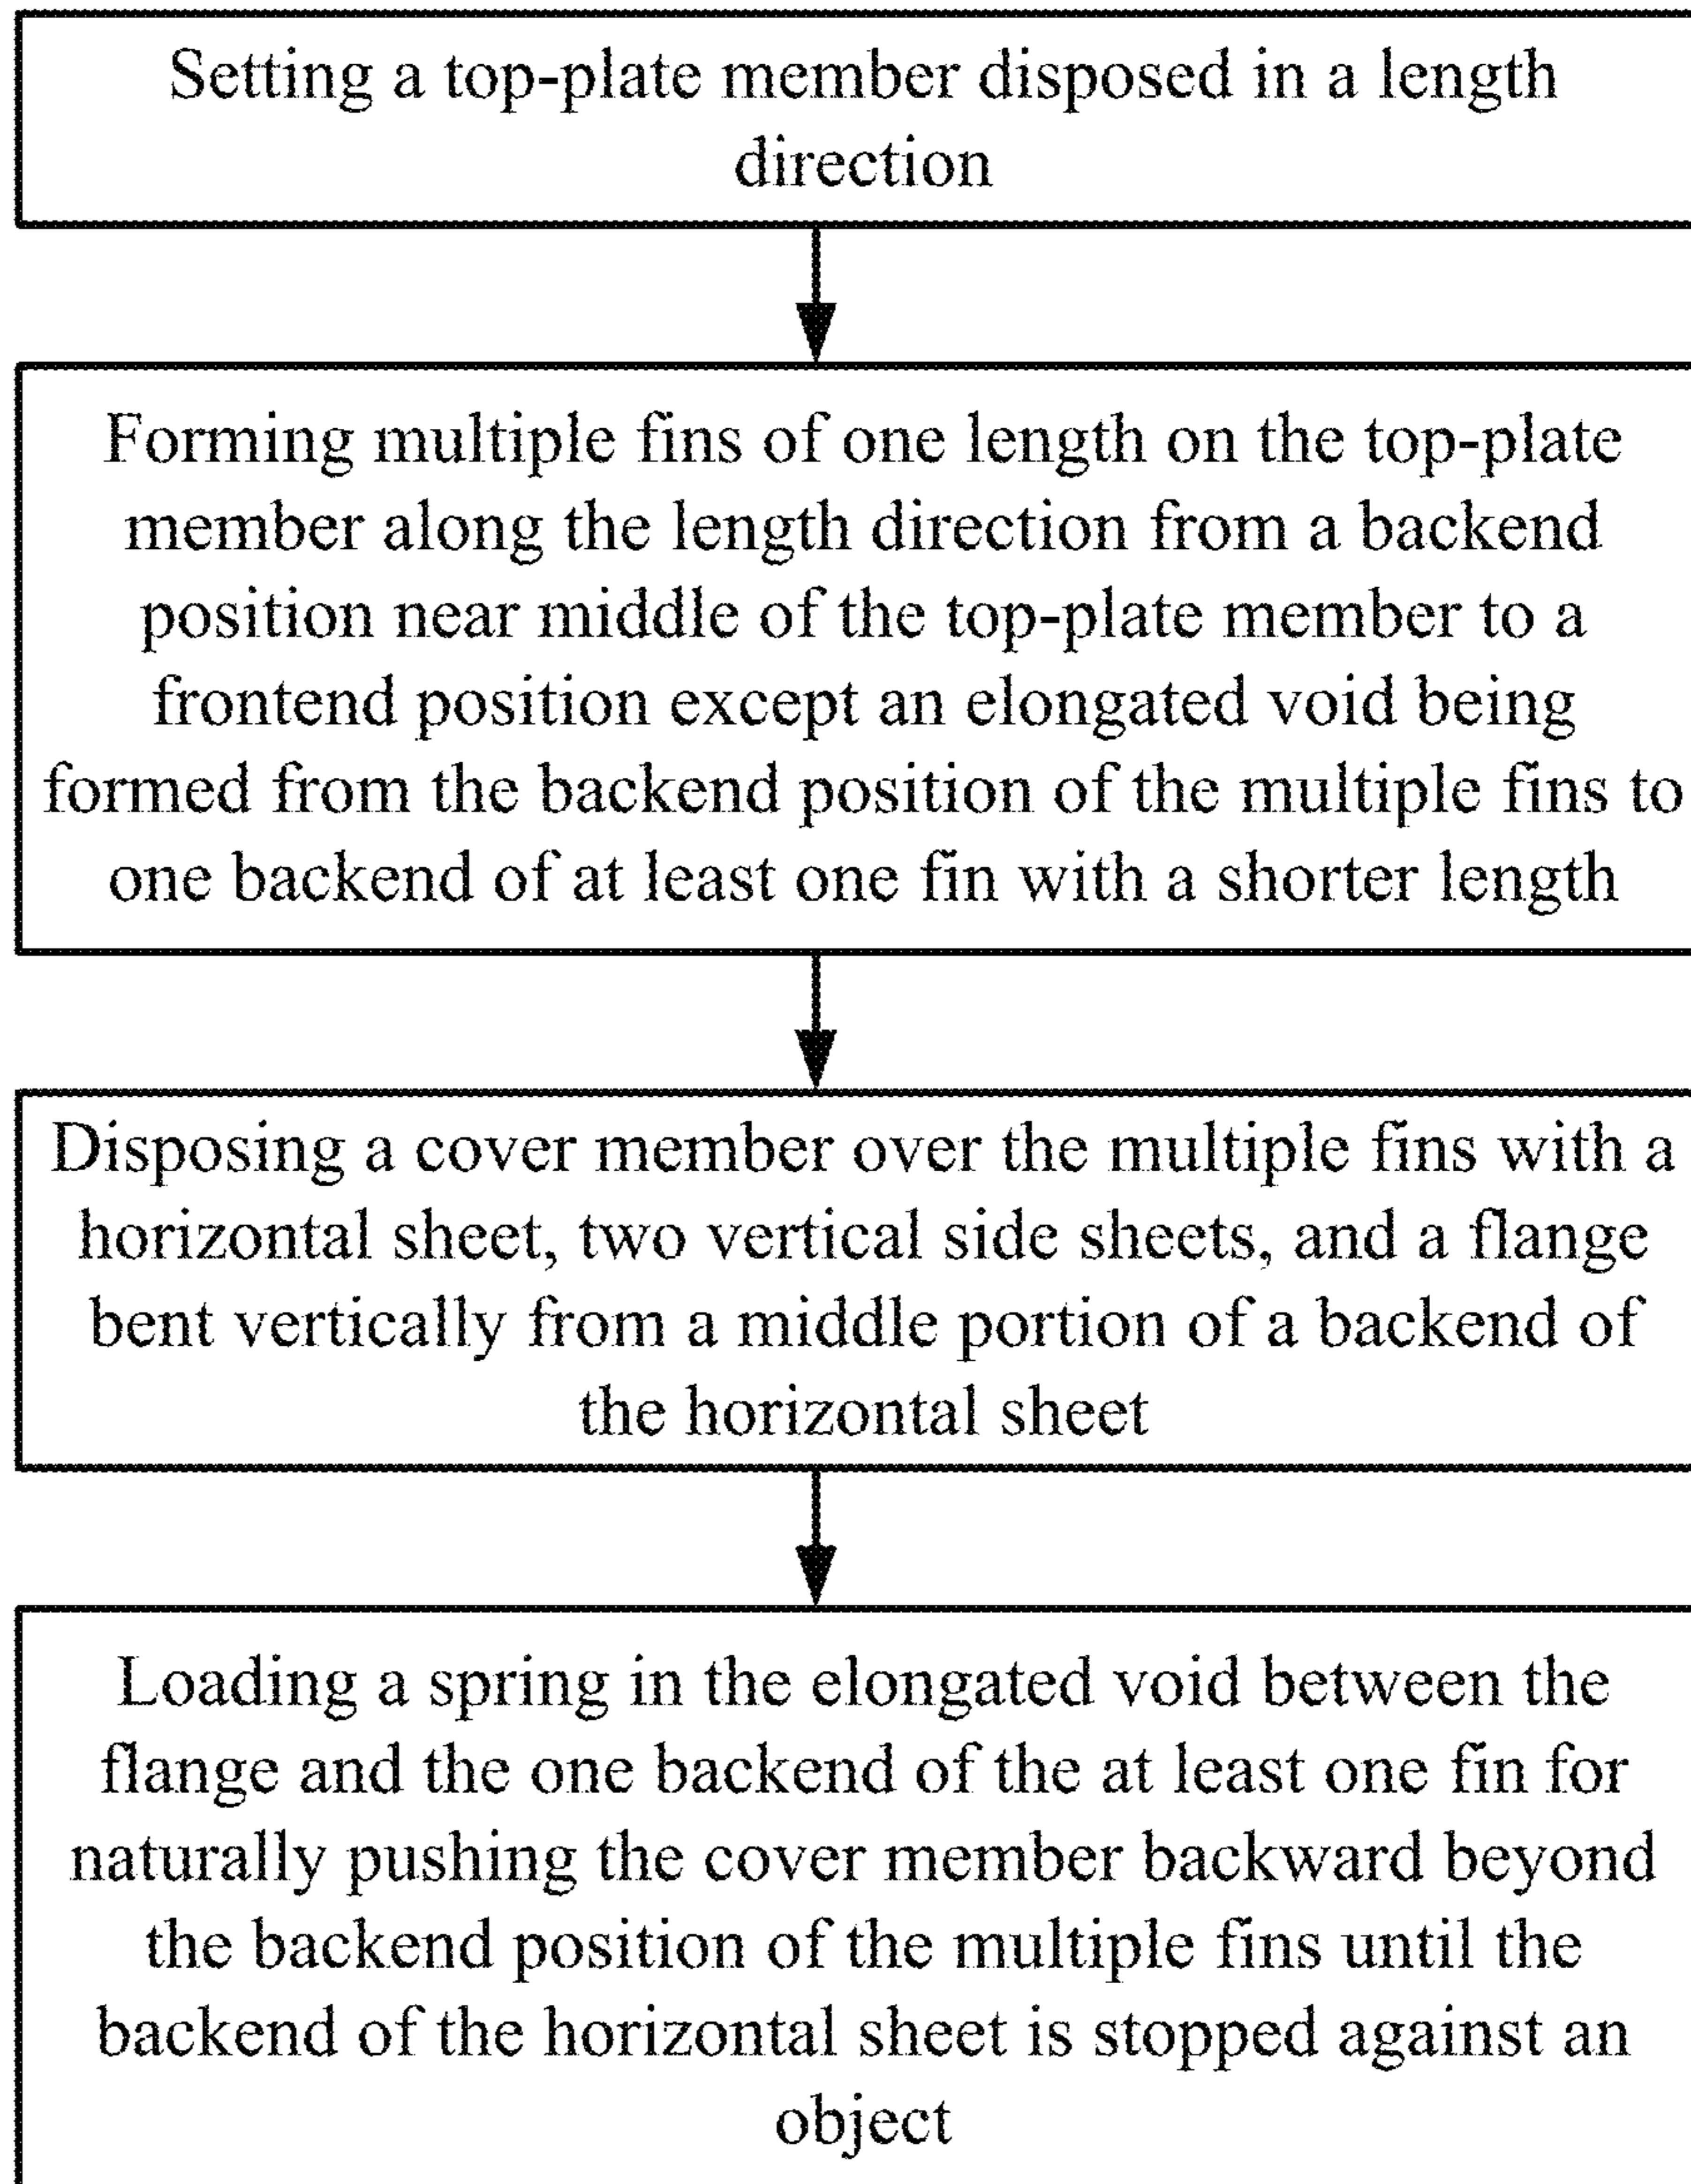 Setting a top-plate member disposed in a length
direction
Forming multiple fins of one length on the top-plate
member along the length direction from a backend
position near middle of the top-plate member to a
frontend position except an elongated void being
formed from the backend position of the multiple fins to
one backend of at least one fin with a shorter length
Disposing a cover member over the multiple fins with a
horizontal sheet, two vertical side sheets, and a flange
bent vertically from a middle portion of a backend of
the horizontal sheet
Loading a spring in the elongated void between the
flange and the one backend of the at least one fin for
naturally pushing the cover member backward beyond
the backend position of the multiple fins until the
backend of the horizontal sheet is stopped against an
object